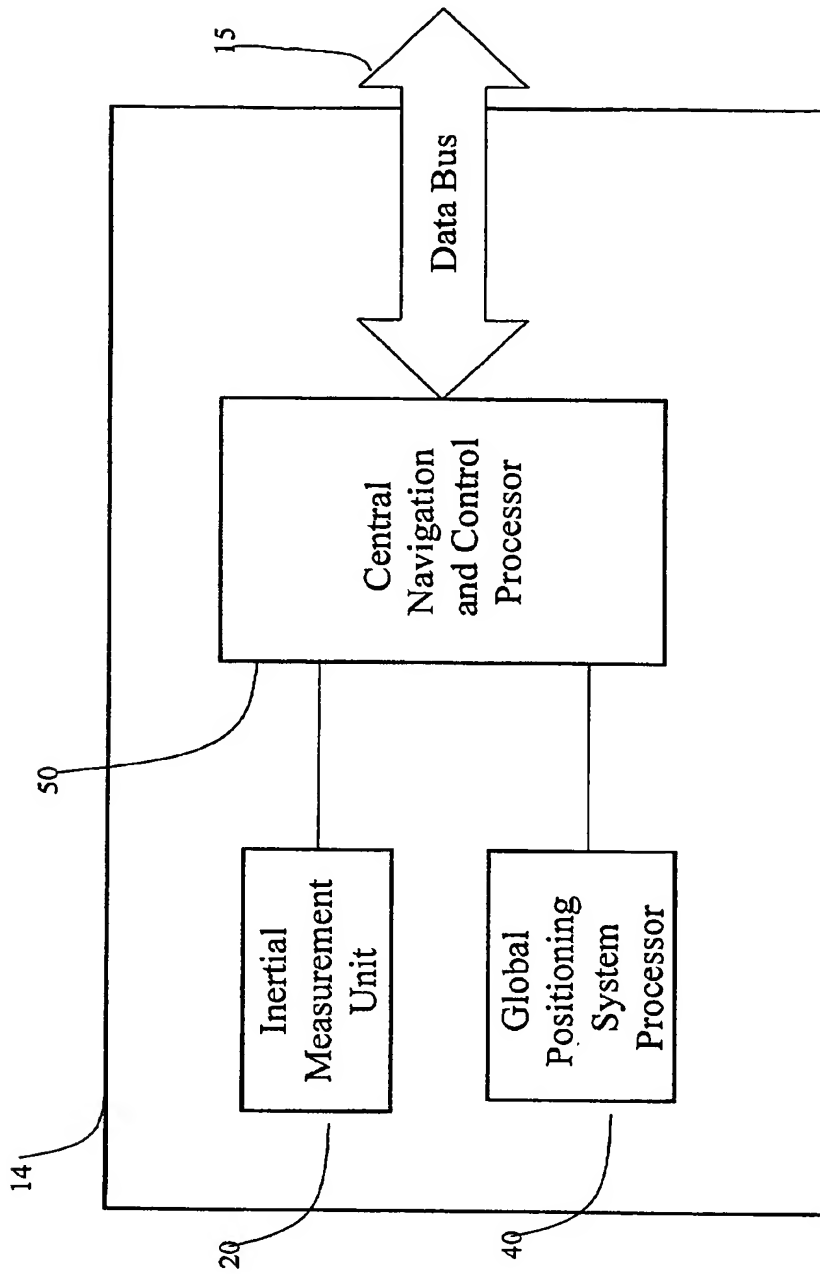 14
50
15
20
Inertial
Measurement
Unit
Central
Navigation
and Control
Processor
Data Bus
40
Global
Positioning
System
Processor